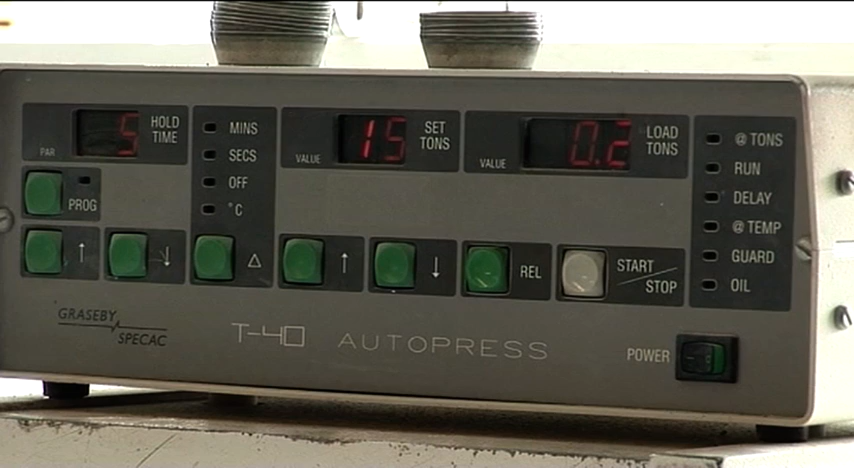 5
HOLD
TIME
PAR
MINS
SECS
OFF
°C
15
SET
TONS
VALUE
0.2
LOAD
TONS
VALUE
@ TONS
RUN
DELAY
@ TEMP
GUARD
OIL
PROG
↑
↓
△
↑
↓
REL
START/
STOP
GRASEBY
SPECAC
T-40 AUTOPRESS
POWER